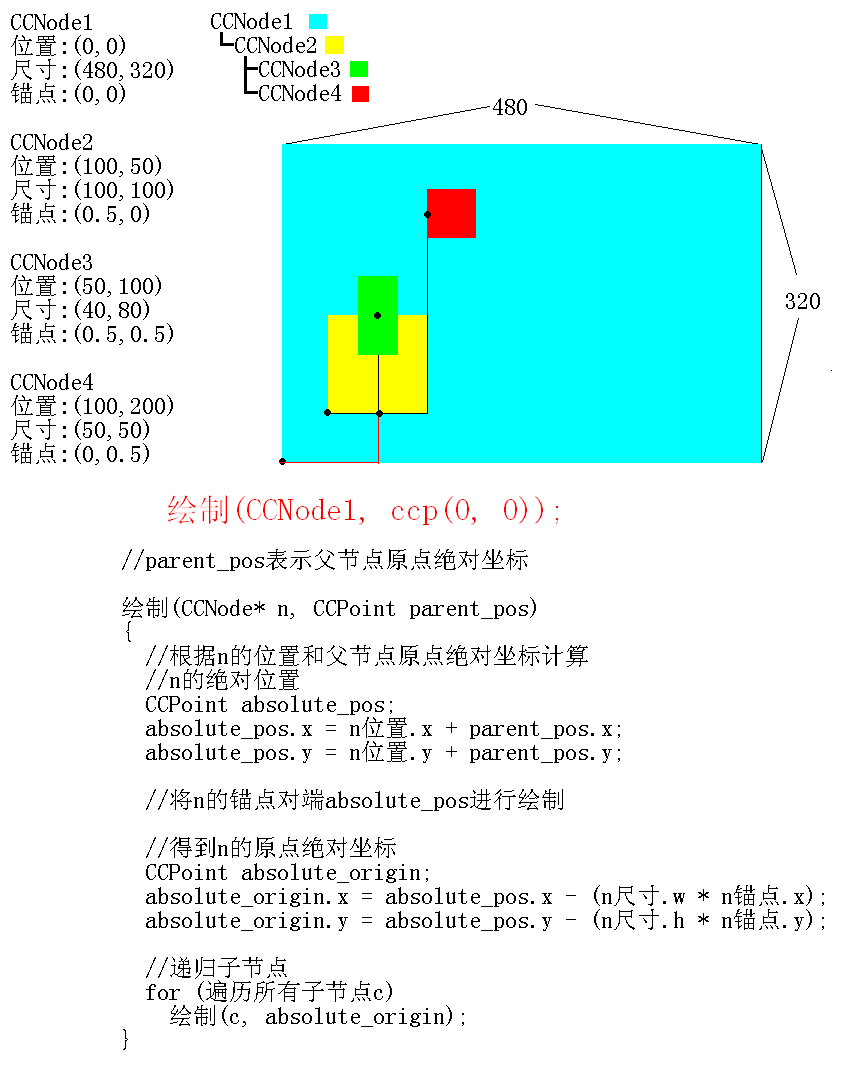 CCNode1
位置:(0,0)
尺寸:(480,320)
锚点:(0,0)
CCNode2
位置:(100,50)
尺寸:(100,100)
锚点:(0.5,0)
CCNode3
位置:(50,100)
尺寸:(40,80)
锚点:(0.5,0.5)
CCNode4
位置:(100,200)
尺寸:(50,50)
锚点:(0,0.5)
CCNode1
CCNode2
CCNode3
CCNode4
480
320
绘制(CCNode1, ccp(0, 0));
//parent_pos表示父节点原点绝对坐标
绘制(CCNode* n, CCPoint parent_pos)
{
//根据n的位置和父节点原点绝对坐标计算
//n的绝对位置
CCPoint absolute_pos;
absolute_pos.x = n位置.x + parent_pos.x;
absolute_pos.y = n位置.y + parent_pos.y;
//将n的锚点对端absolute_pos进行绘制
//得到n的原点绝对坐标
CCPoint absolute_origin;
absolute_origin.x = absolute_pos.x - (n尺寸.w * n锚点.x);
absolute_origin.y = absolute_pos.y - (n尺寸.h * n锚点.y);
//递归子节点
for (遍历所有子节点c)
绘制(c, absolute_origin);
}